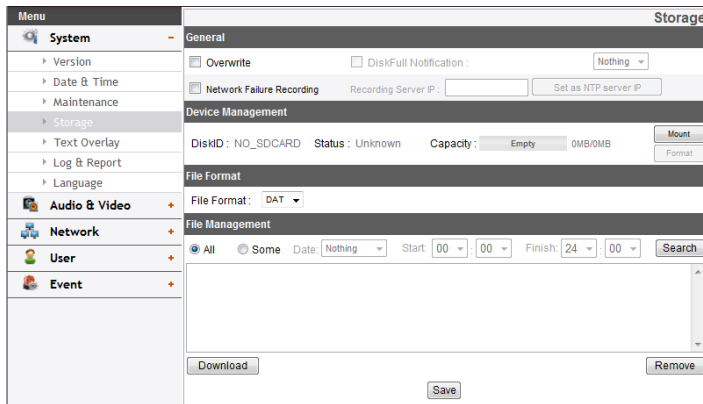 Menu
System -
Version
Date & Time
Maintenance
Storage
Text Overlay
Log & Report
Language
Audio & Video +
Network +
User +
Event +
Storage
General
Overwrite DiskFull Notification : Nothing
Network Failure Recording Recording Server IP : Set as NTP server IP
Device Management
DiskID : NO_SDCARD Status : Unknown Capacity : Empty 0MB/0MB Mount
Format
File Format
File Format : DAT
File Management
All Some Date: Nothing Start: 00 : 00 Finish: 24 : 00 Search
Download Remove
Save